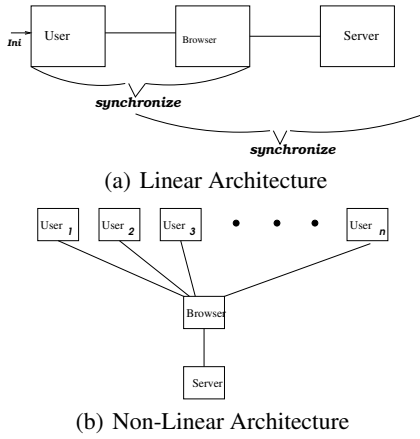 Ini
User
Browser
Server
synchronize
synchronize
(a) Linear Architecture
User 1
User 2
User 3
User n
Browser
Server
(b) Non-Linear Architecture